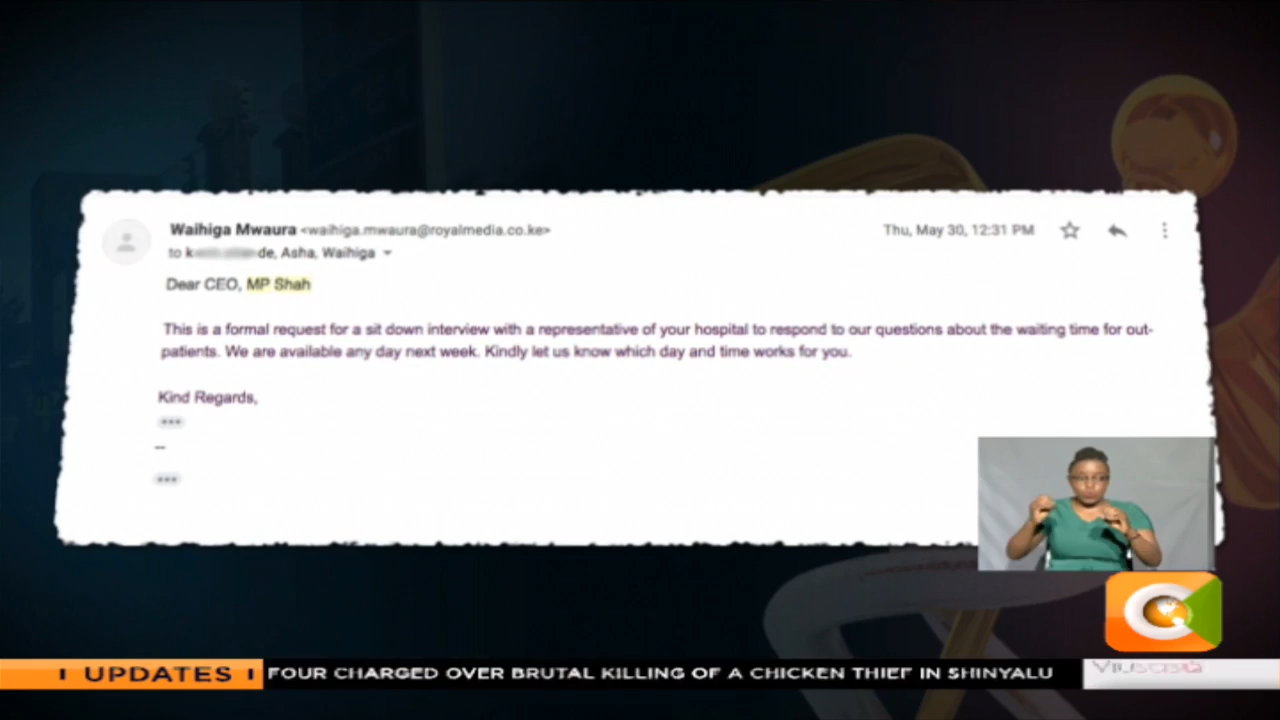 Waihiga Mwaura <waihiga.mwaura@royalmedia.co.ke>
Thu, May 30, 12:31 PM
to k de, Asha, Waihiga
Dear CEO, MP Shah
This is a formal request for a sit down interview with a representative of your hospital to respond to our questions about the waiting time for out-
patients. We are available any day next week. Kindly let us know which day and time works for you.
Kind Regards,
UPDATES
FOUR CHARGED OVER BRUTAL KILLING OF A CHICKEN THIEF IN SHINYALU